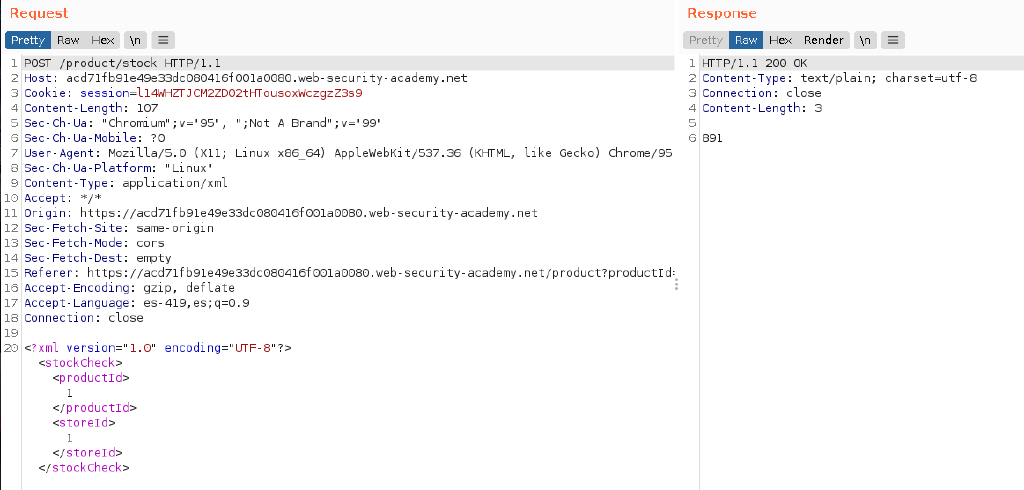 Request
Pretty Raw Hex \n
1 POST /product/stock HTTP/1.1
2 Host: acd71fb91e49e33dc080416f001a0080.web-security-academy.net
3 Cookie: session=l14WHZTJCM2ZD02tHTousoxWczgzZ3s9
4 Content-Length: 107
5 Sec-Ch-Ua: "Chromium";v="95", ";Not A Brand";v="99"
6 Sec-Ch-Ua-Mobile: ?0
7 User-Agent: Mozilla/5.0 (X11; Linux x86_64) AppleWebKit/537.36 (KHTML, like Gecko) Chrome/95
8 Sec-Ch-Ua-Platform: "Linux"
9 Content-Type: application/xml
10 Accept: */*
11 Origin: https://acd71fb91e49e33dc080416f001a0080.web-security-academy.net
12 Sec-Fetch-Site: same-origin
13 Sec-Fetch-Mode: cors
14 Sec-Fetch-Dest: empty
15 Referer: https://acd71fb91e49e33dc080416f001a0080.web-security-academy.net/product?productId=
16 Accept-Encoding: gzip, deflate
17 Accept-Language: es-419,es;q=0.9
18 Connection: close
19
20 <?xml version="1.0" encoding="UTF-8"?>
<stockCheck>
<productId>
1
</productId>
<storeId>
1
</storeId>
</stockCheck>
Response
Pretty Raw Hex Render \n
1 HTTP/1.1 200 OK
2 Content-Type: text/plain; charset=utf-8
3 Connection: close
4 Content-Length: 3
5
6 891